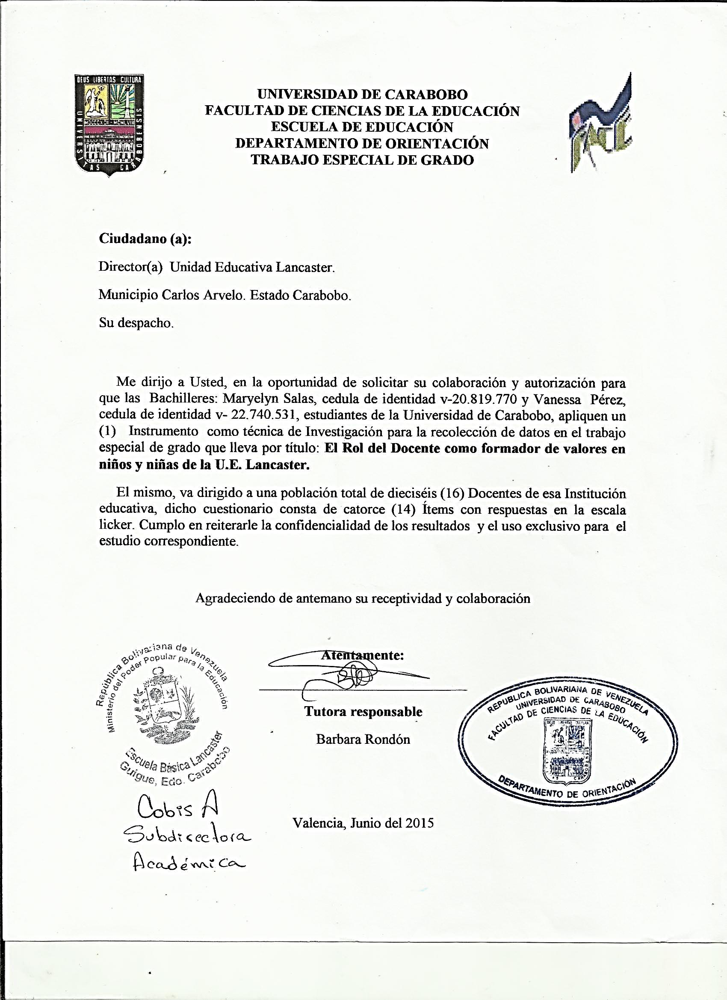 DEUS LIBERTAS CULTURA
UNIVERSITAS CARABOBENSIS
UNIVERSIDAD DE CARABOBO
FACULTAD DE CIENCIAS DE LA EDUCACIÓN
ESCUELA DE EDUCACIÓN
DEPARTAMENTO DE ORIENTACIÓN
TRABAJO ESPECIAL DE GRADO
Ciudadano (a):
Director(a) Unidad Educativa Lancaster.
Municipio Carlos Arvelo. Estado Carabobo.
Su despacho.
Me dirijo a Usted, en la oportunidad de solicitar su colaboración y autorización para
que las Bachilleres: Maryelyn Salas, cedula de identidad v-20.819.770 y Vanessa Pérez,
cedula de identidad v- 22.740.531, estudiantes de la Universidad de Carabobo, apliquen un
(1) Instrumento como técnica de Investigación para la recolección de datos en el trabajo
especial de grado que lleva por título: El Rol del Docente como formador de valores en
niños y niñas de la U.E. Lancaster.
El mismo, va dirigido a una población total de dieciséis (16) Docentes de esa Institución
educativa, dicho cuestionario consta de catorce (14) Ítems con respuestas en la escala
licker. Cumplo en reiterarle la confidencialidad de los resultados y el uso exclusivo para el
estudio correspondiente.
Agradeciendo de antemano su receptividad y colaboración
Atentamente:
Tutora responsable
Barbara Rondón
República Bolivariana de Venezuela
Ministerio del Poder Popular para la Educación
Escuela Básica Lancaster
Guigue, Edo. Carabobo
REPUBLICA BOLIVARIANA DE VENEZUELA
UNIVERSIDAD DE CARABOBO
FACULTAD DE CIENCIAS DE LA EDUCACIÓN
DEPARTAMENTO DE ORIENTACIÓN
Cobis A
Subdirectora
Académica
Valencia, Junio del 2015